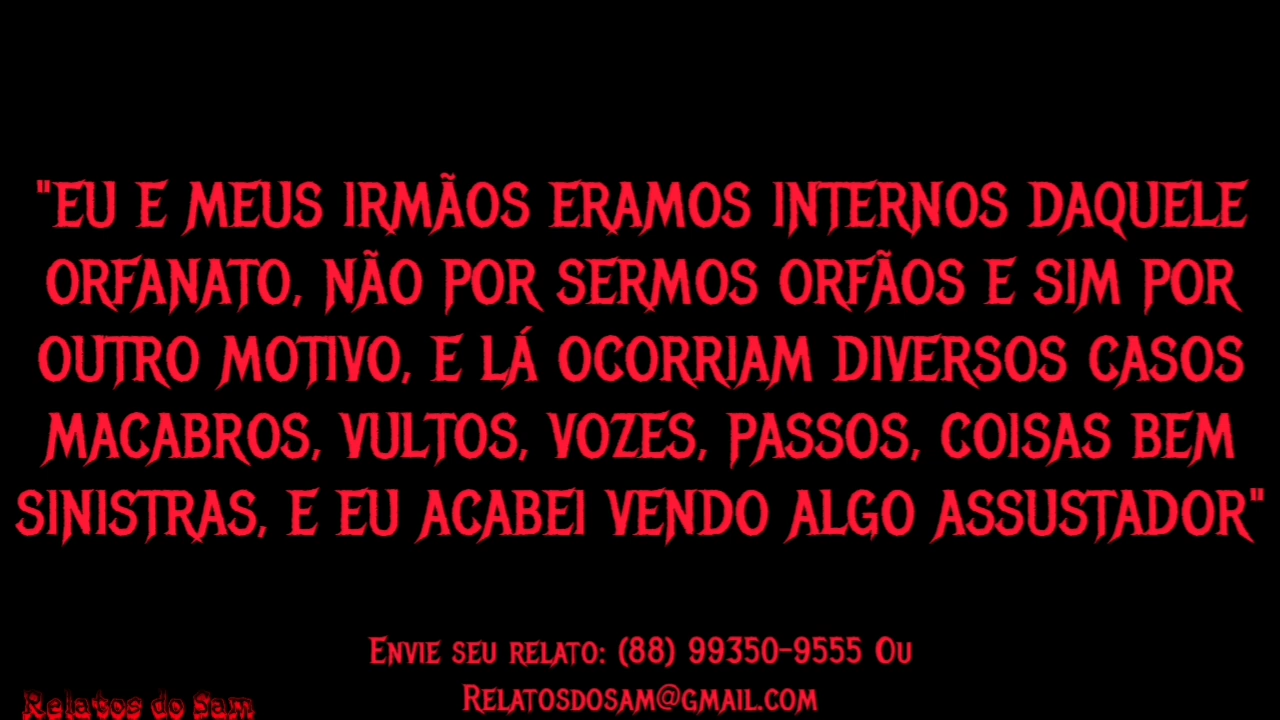 "EU E MEUS IRMÃOS ERAMOS INTERNOS DAQUELE
ORFANATO, NÃO POR SERMOS ORFÃOS E SIM POR
OUTRO MOTIVO, E LÁ OCORRIAM DIVERSOS CASOS
MACABROS, VULTOS, VOZES, PASSOS, COISAS BEM
SINISTRAS, E EU ACABEI VENDO ALGO ASSUSTADOR"
ENVIE SEU RELATO: (88) 99350-9555 OU
RELATOSDOSAM@GMAIL.COM
Relatos do Sam